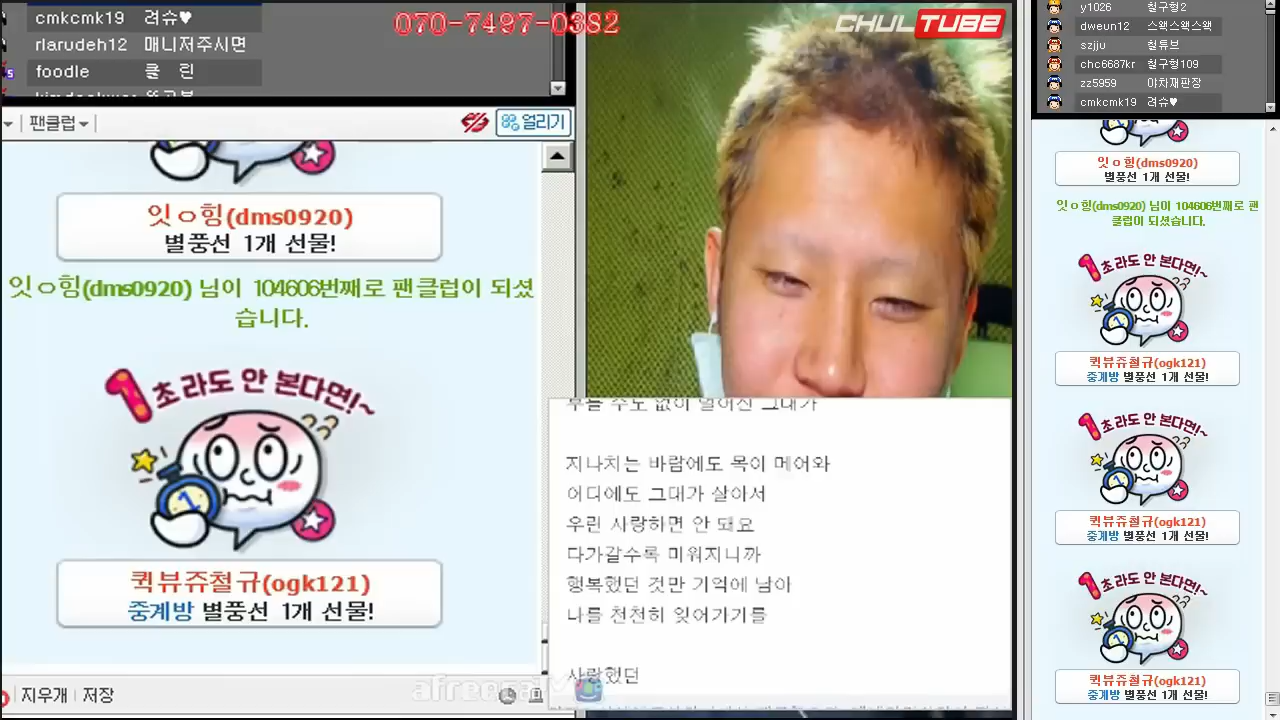 cmkcmk19 려슈♥
rlarudeh12 매니저주시면
foodle 클 린
070-7497-0382
CHULTUBE
팬클럽
얼리기
잇ㅇ힝(dms0920)
별풍선 1개 선물!
잇ㅇ힝(dms0920) 님이 104606번째로 팬클럽이 되셨
습니다.
1초라도 안 본다면!~
퀵뷰쥬철규(ogk121)
중계방 별풍선 1개 선물!
지우개 저장
afreeca
지나치는 바람에도 목이 메어와
어디에도 그대가 살아서
우린 사랑하면 안 돼요
다가갈수록 미워지니까
행복했던 것만 기억에 남아
나를 천천히 잊어가기를
사랑했던
y1026 철구형2
dweun12 스왝스왝스왝
szjju 철튜브
chc6687kr 철구형109
zz5959 야차재판장
cmkcmk19 려슈♥
잇ㅇ힝(dms0920)
별풍선 1개 선물!
잇ㅇ힝(dms0920) 님이 104606번째로 팬
클럽이 되셨습니다.
1초라도 안 본다면!~
퀵뷰쥬철규(ogk121)
중계방 별풍선 1개 선물!
1초라도 안 본다면!~
퀵뷰쥬철규(ogk121)
중계방 별풍선 1개 선물!
1초라도 안 본다면!~
퀵뷰쥬철규(ogk121)
중계방 별풍선 1개 선물!